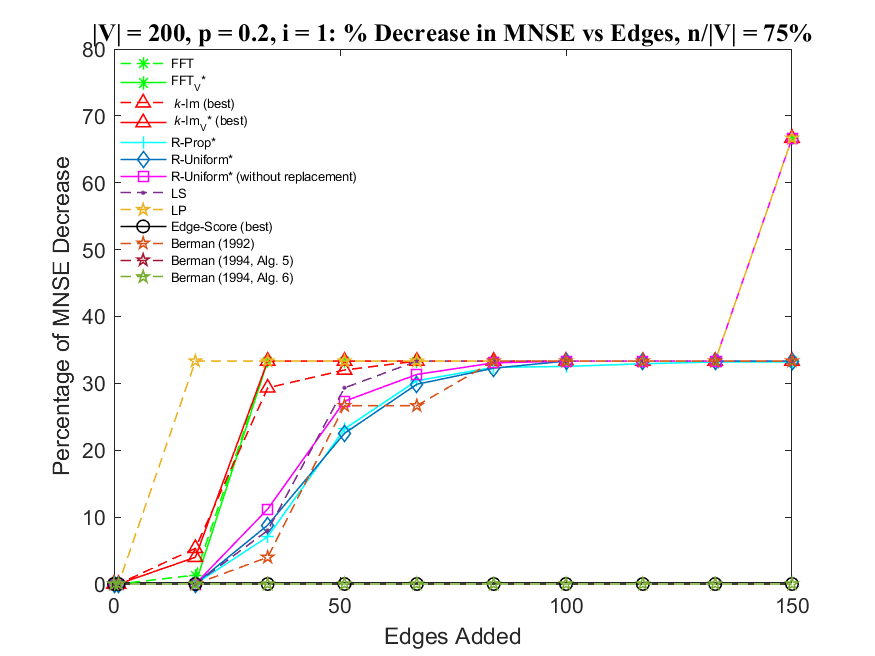 |V| = 200, p = 0.2, i = 1: % Decrease in MNSE vs Edges, n/|V| = 75%
80
70
60
50
40
30
20
10
0
Percentage of MNSE Decrease
FFT
FFT_V*
k-lm (best)
k-lm_V* (best)
R-Prop*
R-Uniform*
R-Uniform* (without replacement)
LS
LP
Edge-Score (best)
Berman (1992)
Berman (1994, Alg. 5)
Berman (1994, Alg. 6)
0 50 100 150
Edges Added